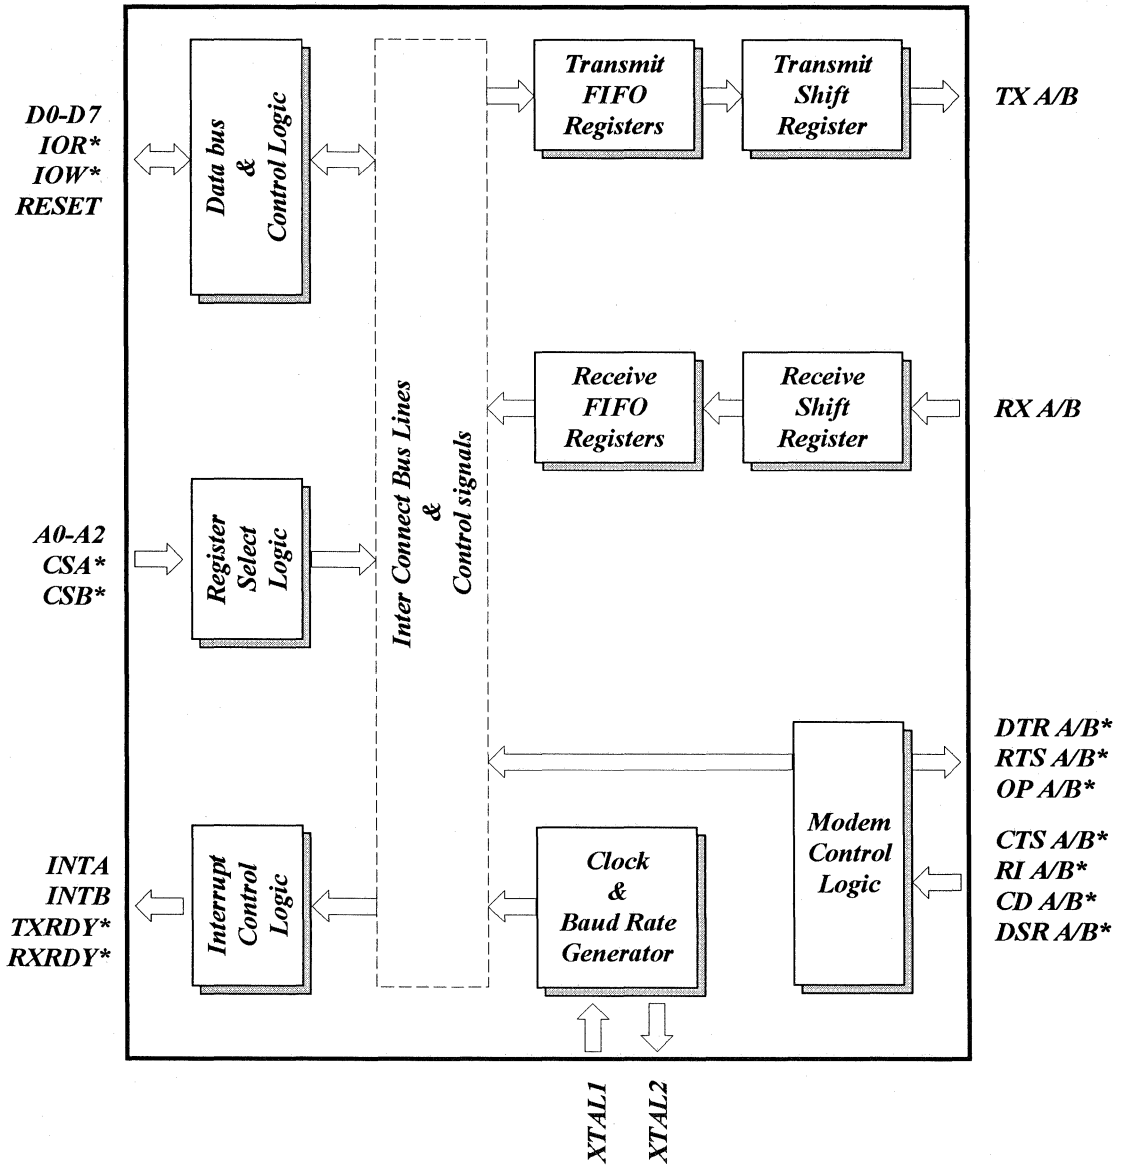 D0-D7
IOR*
IOW*
RESET
Data bus
&
Control Logic
Transmit
FIFO
Registers
Transmit
Shift
Register
TX A/B
Receive
FIFO
Registers
Receive
Shift
Register
RX A/B
Inter Connect Bus Lines
&
Control signals
A0-A2
CSA*
CSB*
Register
Select
Logic
DTR A/B*
RTS A/B*
OP A/B*
Modem
Control
Logic
CTS A/B*
RI A/B*
CD A/B*
DSR A/B*
INTA
INTB
TXRDY*
RXRDY*
Interrupt
Control
Logic
Clock
&
Baud Rate
Generator
XTAL1
XTAL2